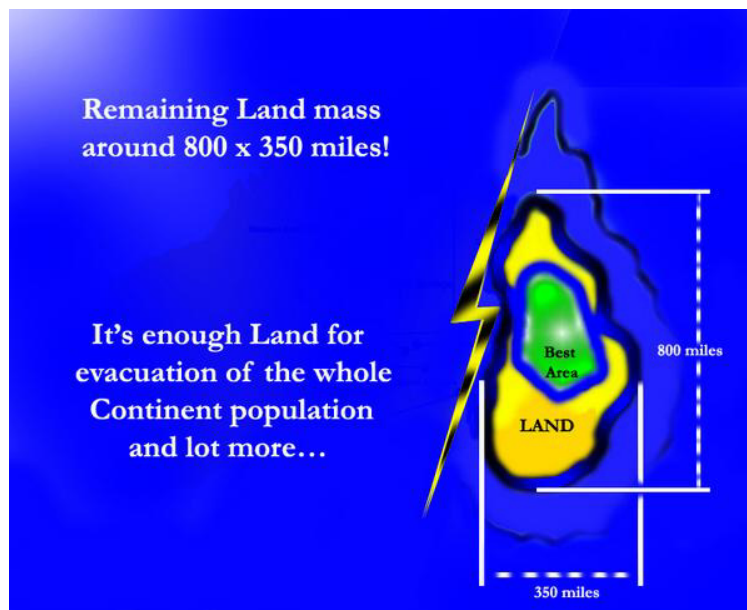 Remaining Land mass
around 800 x 350 miles!
It's enough Land for
evacuation of the whole
Continent population
and lot more...
Best
Area
LAND
800 miles
350 miles